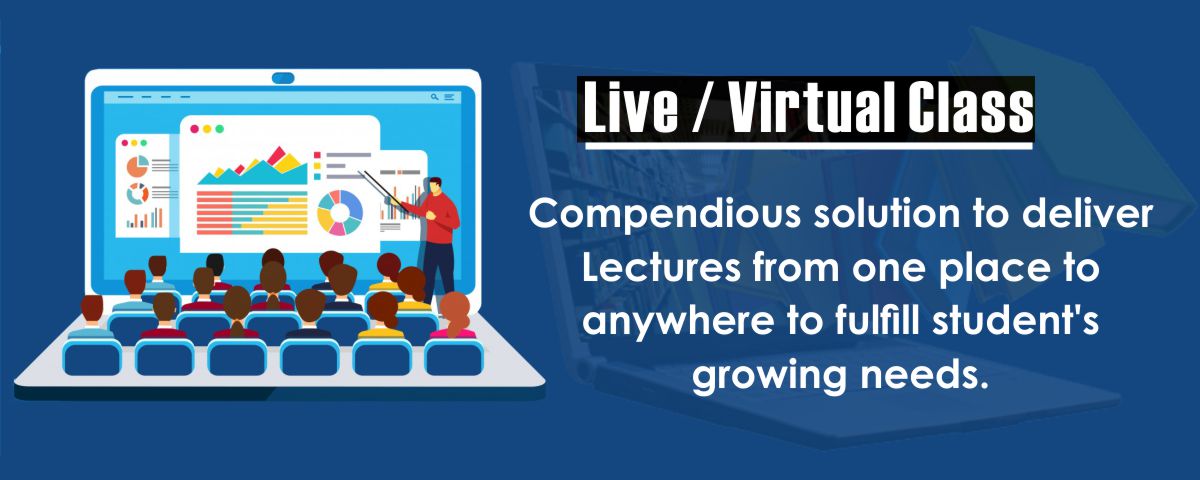 Live / Virtual Class
Compendious solution to deliver
Lectures from one place to
anywhere to fulfill student's
growing needs.